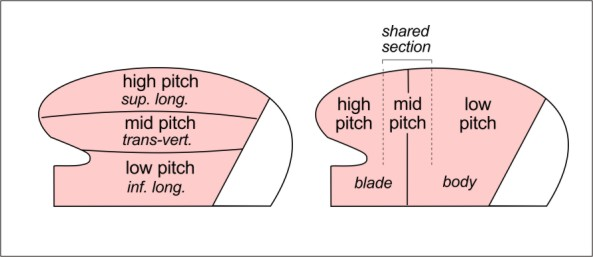 high pitch
sup. long.
mid pitch
trans-vert.
low pitch
inf. long.
shared
section
high
pitch
mid
pitch
low
pitch
blade
body